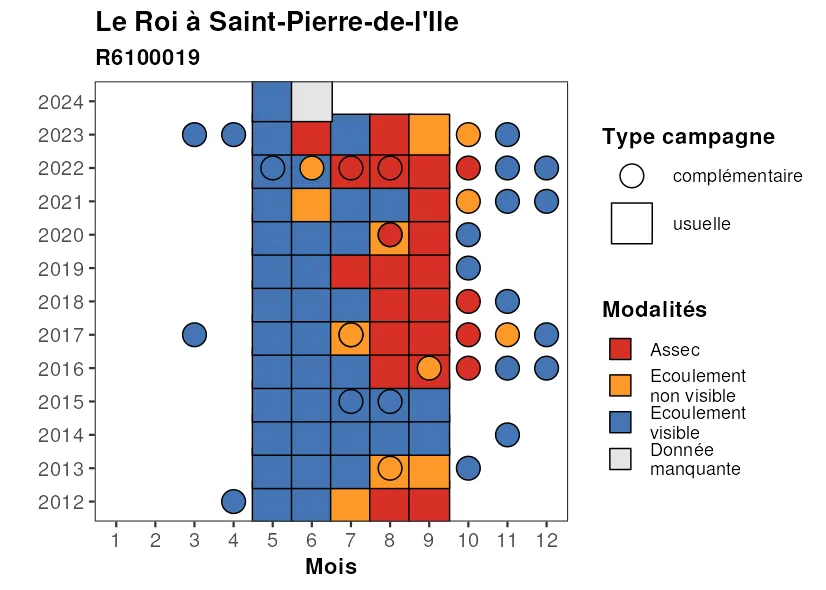 Le Roi à Saint-Pierre-de-l'Ile
R6100019
2024
2023
2022
2021
2020
2019
2018
2017
2016
2015
2014
2013
2012
1 2 3 4 5 6 7 8 9 10 11 12
Mois
Type campagne
complémentaire
usuelle
Modalités
Assec
Ecoulement
non visible
Ecoulement
visible
Donnée
manquante